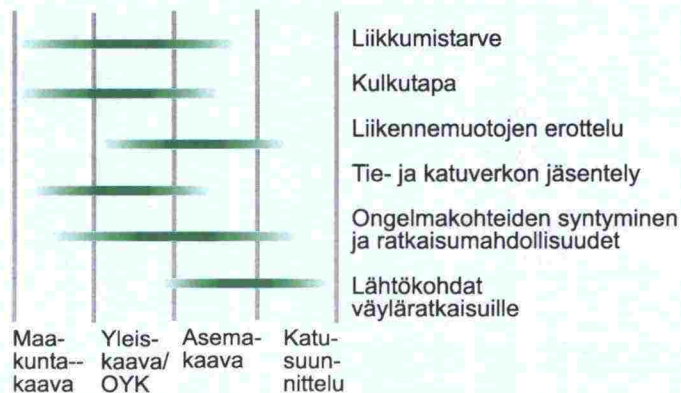 Liikkumistarve
Kulkutapa
Liikennemuotojen erottelu
Tie- ja katuverkon jäsentely
Ongelmakohteiden syntyminen
ja ratkaisumahdollisuudet
Lähtökohdat
väyläratkaisuille
Maa-
kunta--
kaava
Yleis-
kaava/
OYK
Asema-
kaava
Katu-
suun-
nittelu